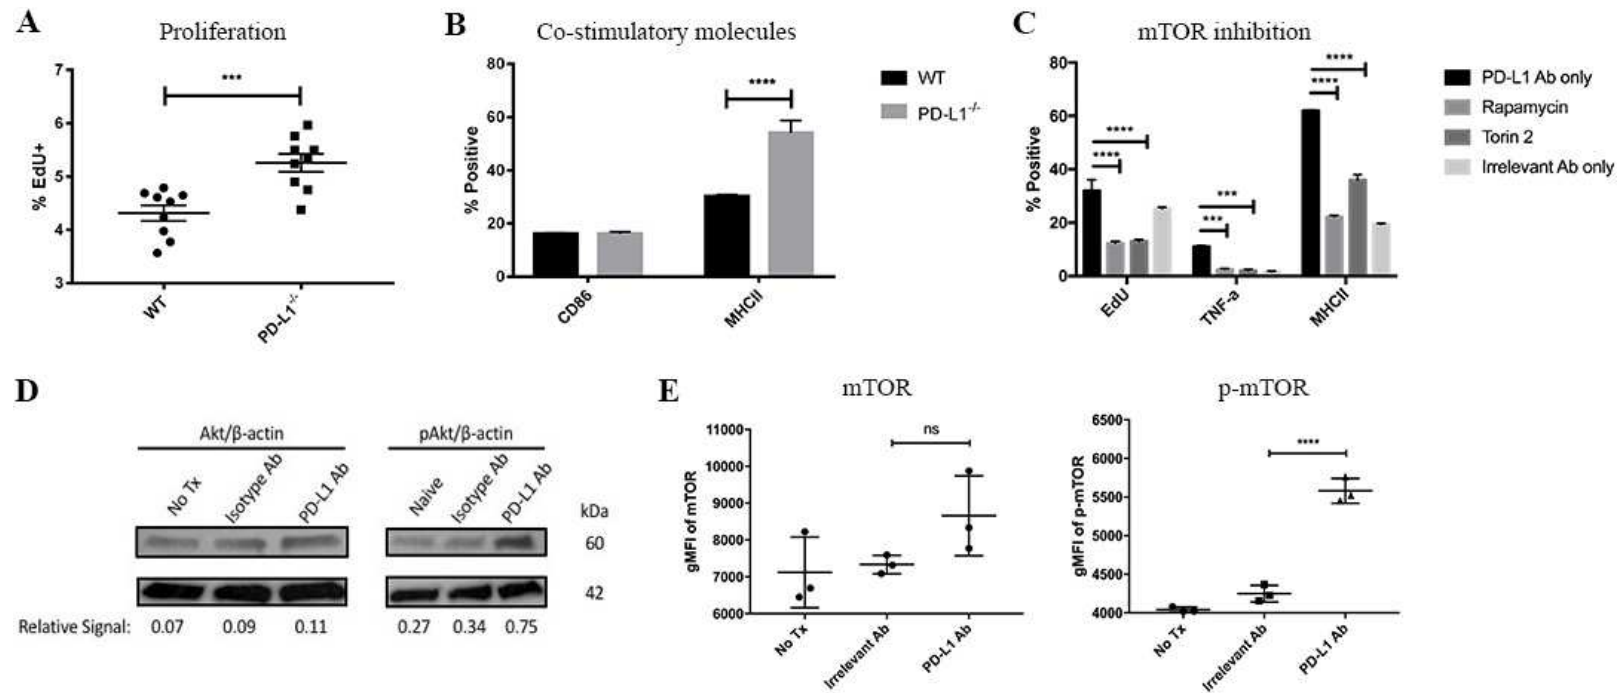 A
Proliferation
% EdU+
7
6
5
4
3
***
WT
PD-L1-/-
B
Co-stimulatory molecules
% Positive
80
60
40
20
0
****
CD86
MHCII
WT
PD-L1-/-
C
mTOR inhibition
% Positive
80
60
40
20
0
****
****
***
***
****
****
EdU
TNF-a
MHCII
PD-L1 Ab only
Rapamycin
Torin 2
Irrelevant Ab only
D
Akt/β-actin
No Tx
Isotype Ab
PD-L1 Ab
pAkt/β-actin
Naive
Isotype Ab
PD-L1 Ab
kDa
60
42
Relative Signal: 0.07 0.09 0.11 0.27 0.34 0.75
E
mTOR
gMFI of mTOR
11000
10000
9000
8000
7000
6000
ns
No Tx
Irrelevant Ab
PD-L1 Ab
p-mTOR
gMFI of p-mTOR
6500
6000
5500
5000
4500
4000
****
No Tx
Irrelevant Ab
PD-L1 Ab